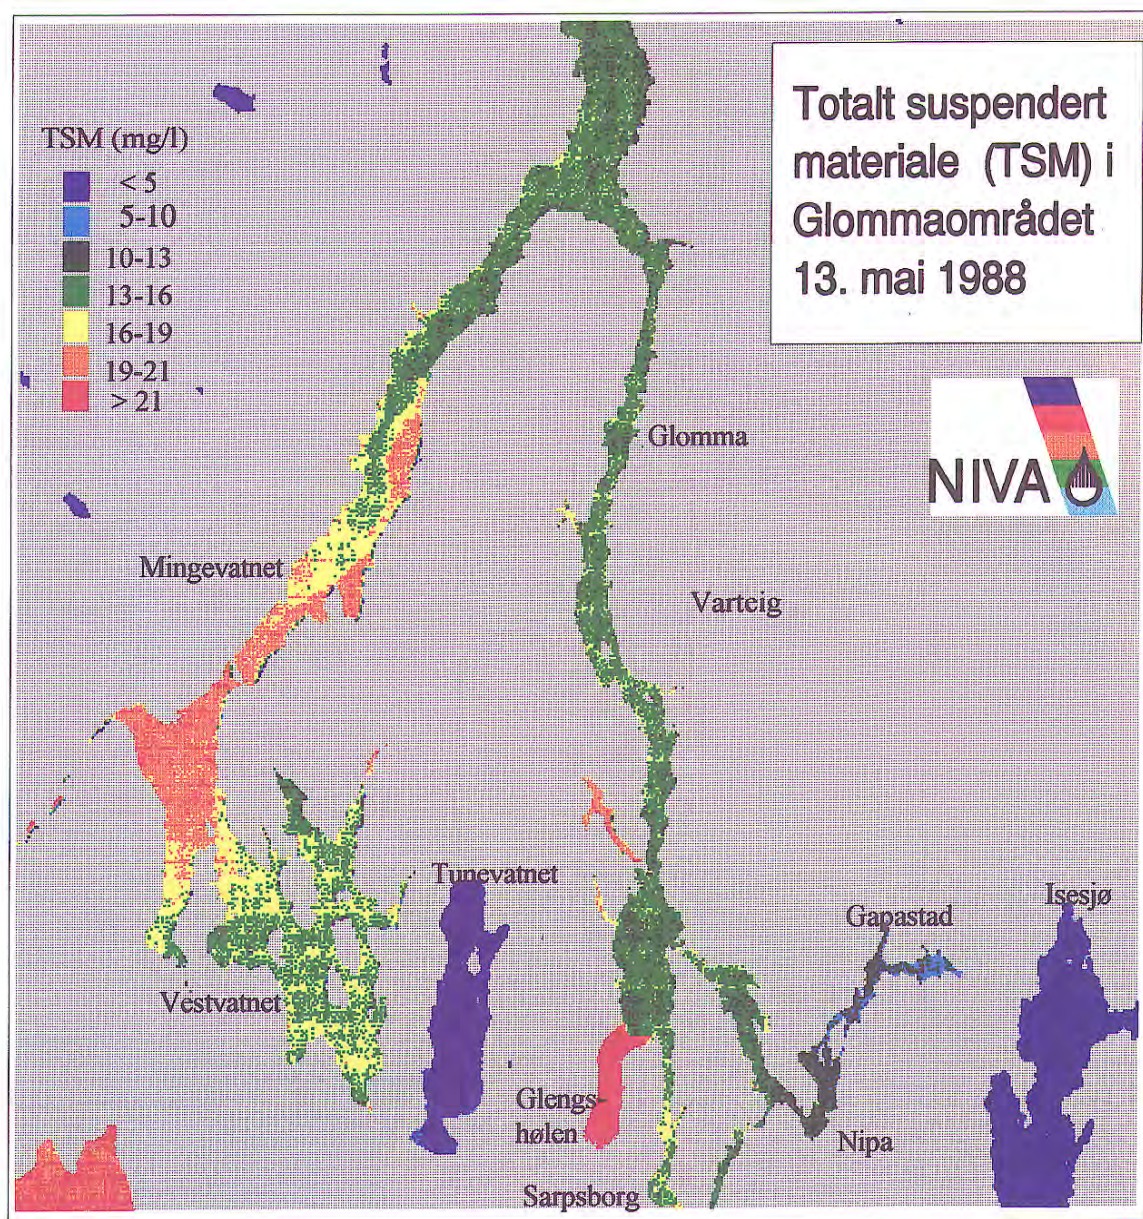 Totalt suspendert
materiale (TSM) i
Glommaområdet
13. mai 1988
TSM (mg/l)
< 5
5-10
10-13
13-16
16-19
19-21
> 21
NIVA
Glomma
Mingevatnet
Varteig
Tunevatnet
Isesjø
Gapastad
Vestvatnet
Glengs-
hølen
Nipa
Sarpsborg